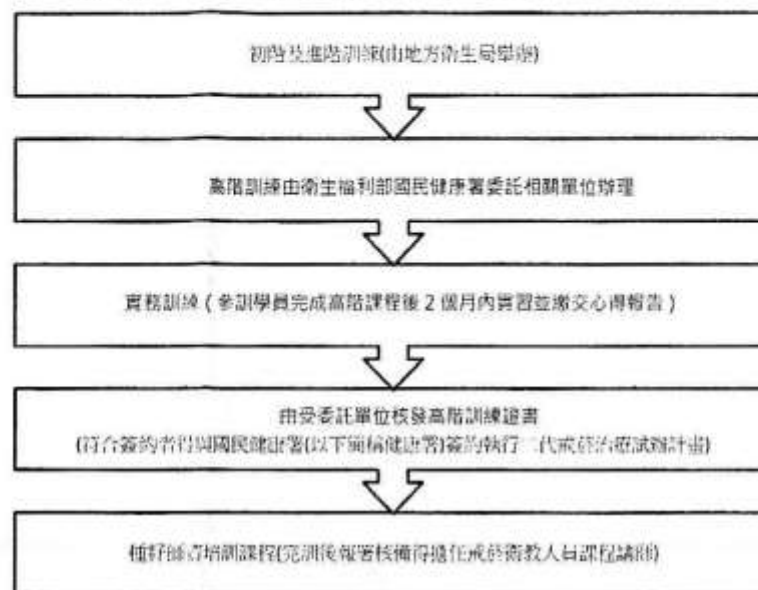 初階及進階訓練(由地方衛生局舉辦)
高階訓練由衛生福利部國民健康署委託相關單位辦理
實務訓練(參訓學員完成高階課程後2個月內實習並繳交心得報告)
由受委託單位核發高階訓練證書
(符合簽約者得與國民健康署(以下簡稱健康署)簽約執行二代戒菸治療試辦計畫)
種籽師資培訓課程(完訓後報署核備得擔任戒菸衛教人員課程講師)